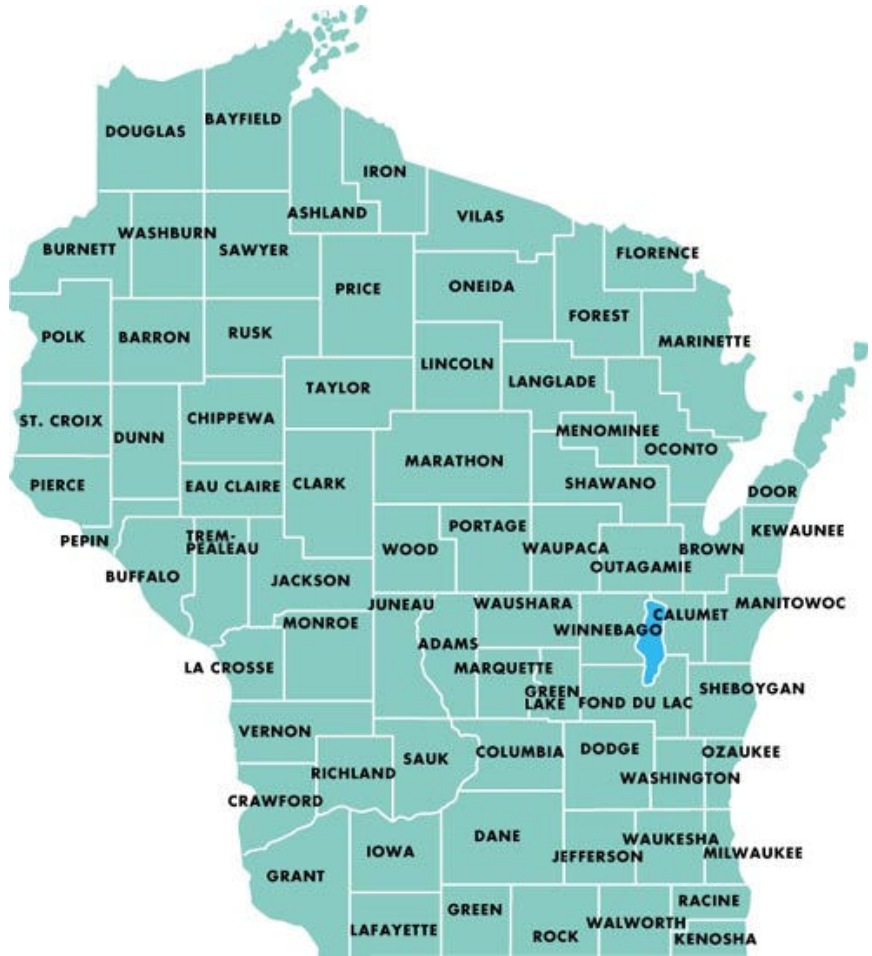 BAYFIELD
DOUGLAS
IRON
ASHLAND
VILAS
WASHBURN
BURNETT
SAWYER
FLORENCE
PRICE
ONEIDA
FOREST
POLK
BARRON
RUSK
MARINETTE
LINCOLN
TAYLOR
LANGLADE
ST. CROIX
CHIPPEWA
DUNN
MENOMINEE
OCONTO
MARATHON
PIERCE
EAU CLAIRE
CLARK
SHAWANO
DOOR
PORTAGE
KEWAUNEE
PEPIN
TREM-
PEALEAU
WOOD
WAUPACA
BROWN
OUTAGAMIE
BUFFALO
JACKSON
JUNEAU
WAUSHARA
MANITOWOC
CALUMET
MONROE
WINNEBAGO
ADAMS
LA CROSSE
MARQUETTE
SHEBOYGAN
GREEN
LAKE
FOND DU LAC
VERNON
SAUK
COLUMBIA
DODGE
OZAUKEE
RICHLAND
WASHINGTON
CRAWFORD
DANE
WAUKESHA
IOWA
JEFFERSON
MILWAUKEE
GRANT
RACINE
GREEN
LAFAYETTE
WALWORTH
ROCK
KENOSHA